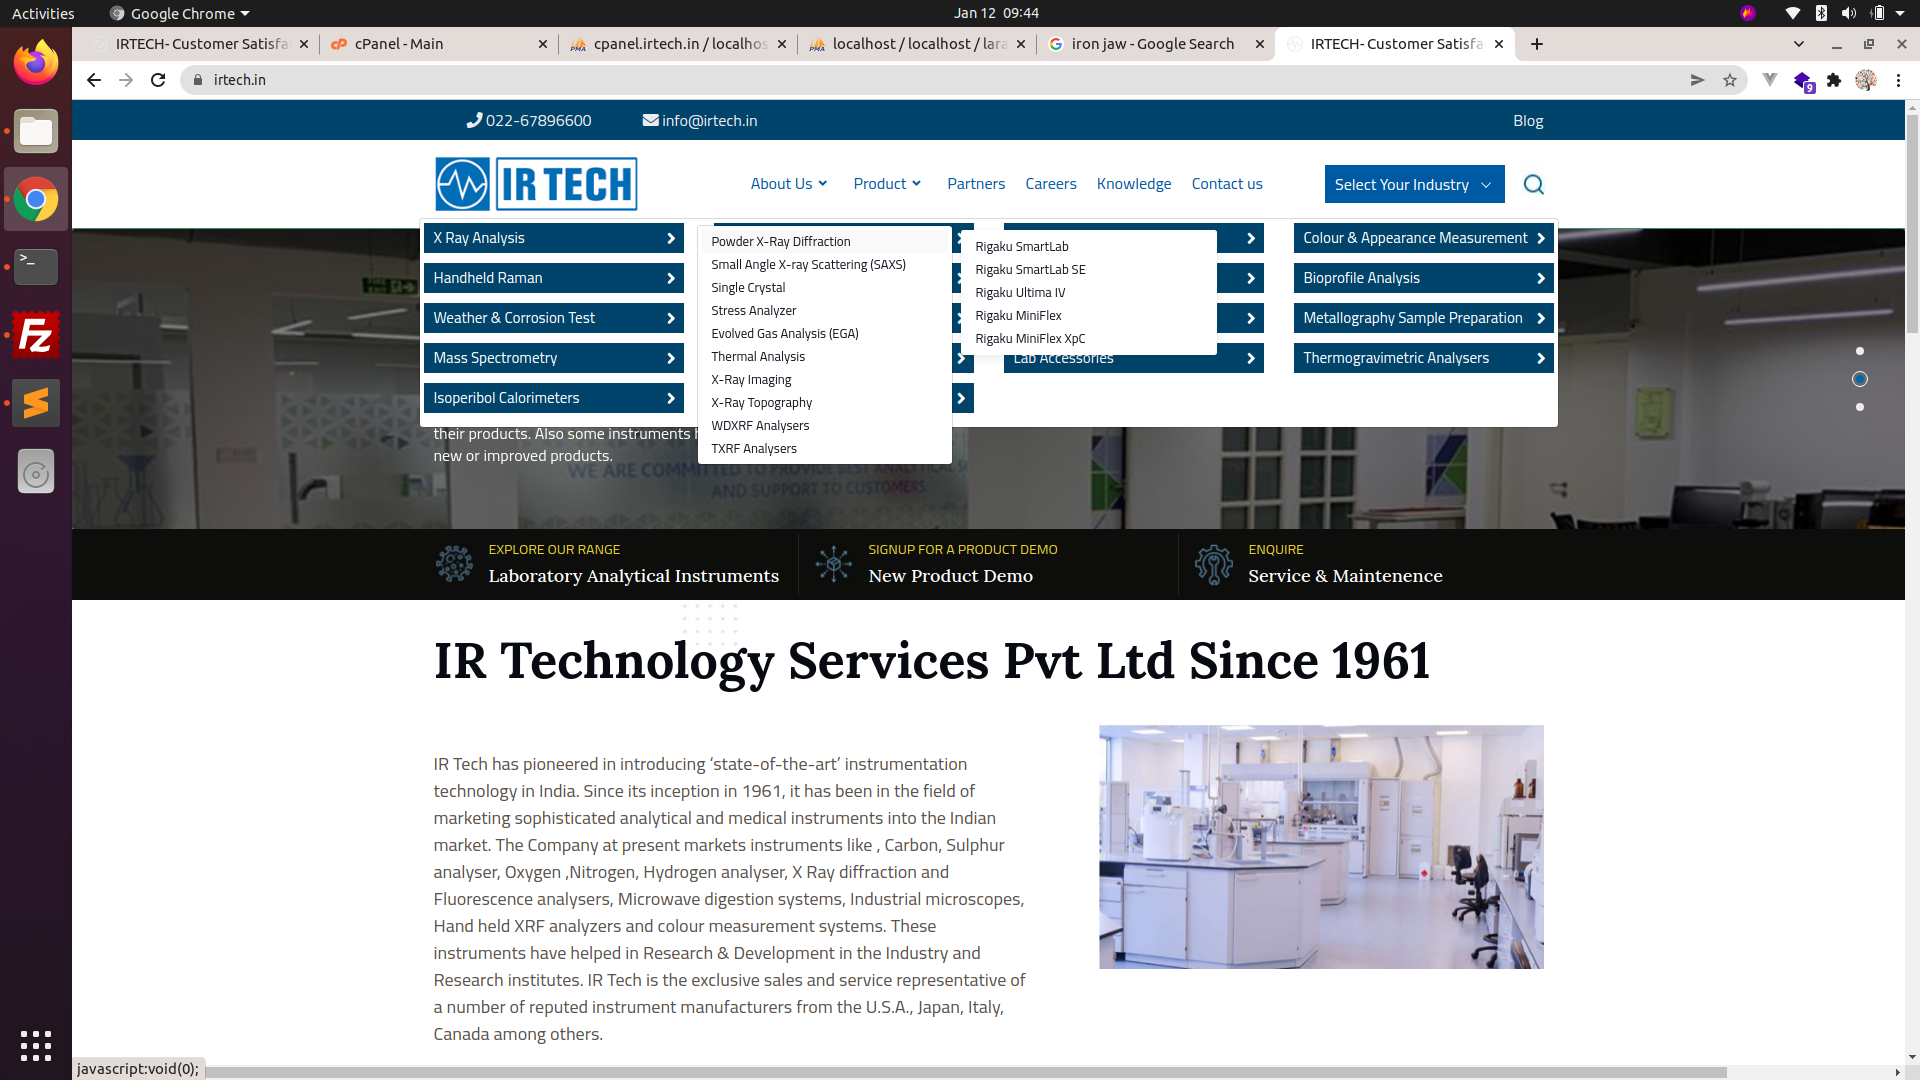 Activities
Google Chrome
Jan 12 09:44
IRTECH- Customer Satisfa
cPanel - Main
cpanel.irtech.in / localhos
localhost / localhost / lara
iron jaw - Google Search
IRTECH- Customer Satisfa
irtech.in
9
022-67896600
info@irtech.in
Blog
IR TECH
About Us
Product
Partners
Careers
Knowledge
Contact us
Select Your Industry
X Ray Analysis
Handheld Raman
Weather & Corrosion Test
Mass Spectrometry
Isoperibol Calorimeters
Powder X-Ray Diffraction
Small Angle X-ray Scattering (SAXS)
Single Crystal
Stress Analyzer
Evolved Gas Analysis (EGA)
Thermal Analysis
X-Ray Imaging
X-Ray Topography
WDXRF Analysers
TXRF Analysers
Rigaku SmartLab
Rigaku SmartLab SE
Rigaku Ultima IV
Rigaku MiniFlex
Rigaku MiniFlex XpC
Lab Accessories
Colour & Appearance Measurement
Bioprofile Analysis
Metallography Sample Preparation
Thermogravimetric Analysers
their products. Also some instruments
new or improved products.
WE ARE COMMITTED TO PROVIDE BEST ANALYTICAL
AND SUPPORT TO CUSTOMERS
EXPLORE OUR RANGE
Laboratory Analytical Instruments
SIGNUP FOR A PRODUCT DEMO
New Product Demo
ENQUIRE
Service & Maintenence
IR Technology Services Pvt Ltd Since 1961
IR Tech has pioneered in introducing ‘state-of-the-art’ instrumentation
technology in India. Since its inception in 1961, it has been in the field of
marketing sophisticated analytical and medical instruments into the Indian
market. The Company at present markets instruments like , Carbon, Sulphur
analyser, Oxygen ,Nitrogen, Hydrogen analyser, X Ray diffraction and
Fluorescence analysers, Microwave digestion systems, Industrial microscopes,
Hand held XRF analyzers and colour measurement systems. These
instruments have helped in Research & Development in the Industry and
Research institutes. IR Tech is the exclusive sales and service representative of
a number of reputed instrument manufacturers from the U.S.A., Japan, Italy,
Canada among others.
javascript:void(0);